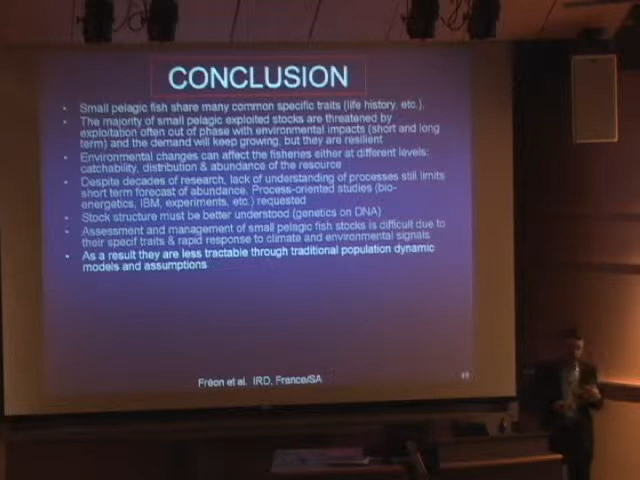 CONCLUSION
• Small pelagic fish share many common specific traits (life history, etc.).
• The majority of small pelagic exploited stocks are threatened by
exploitation often out of phase with environmental impacts (short and long
term) and the demand will keep growing, but they are resilient
• Environmental changes can affect the fisheries either at different levels:
catchability, distribution & abundance of the resource
• Despite decades of research, lack of understanding of processes still limits
short term forecast of abundance. Process-oriented studies (bio-
energetics, IBM, experiments, etc.) requested
• Stock structure must be better understood (genetics on DNA)
• Assessment and management of small pelagic fish stocks is difficult due to
their specif traits & rapid response to climate and environmental signals
• As a result they are less tractable through traditional population dynamic
models and assumptions
Fréon et al. IRD, France/SA